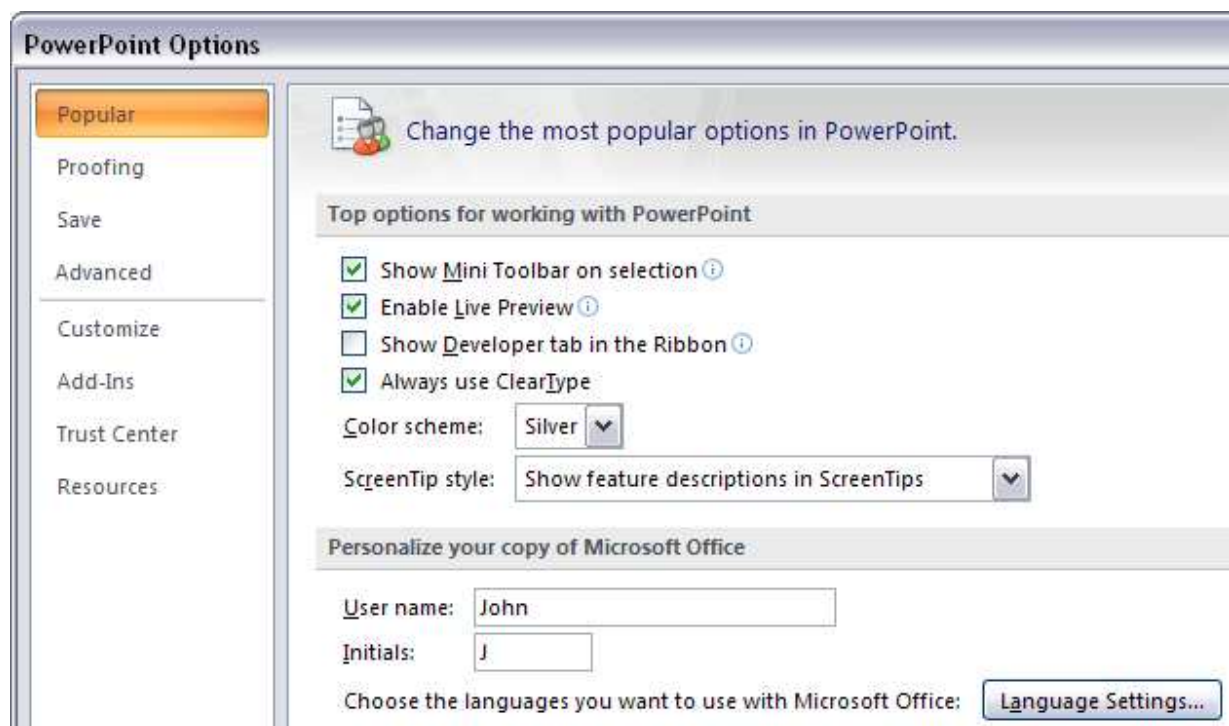 PowerPoint Options
Popular
Proofing
Save
Advanced
Customize
Add-Ins
Trust Center
Resources
Change the most popular options in PowerPoint.
Top options for working with PowerPoint
Show Mini Toolbar on selection
Enable Live Preview
Show Developer tab in the Ribbon
Always use ClearType
Color scheme: Silver
ScreenTip style: Show feature descriptions in ScreenTips
Personalize your copy of Microsoft Office
User name: John
Initials: J
Choose the languages you want to use with Microsoft Office: Language Settings...